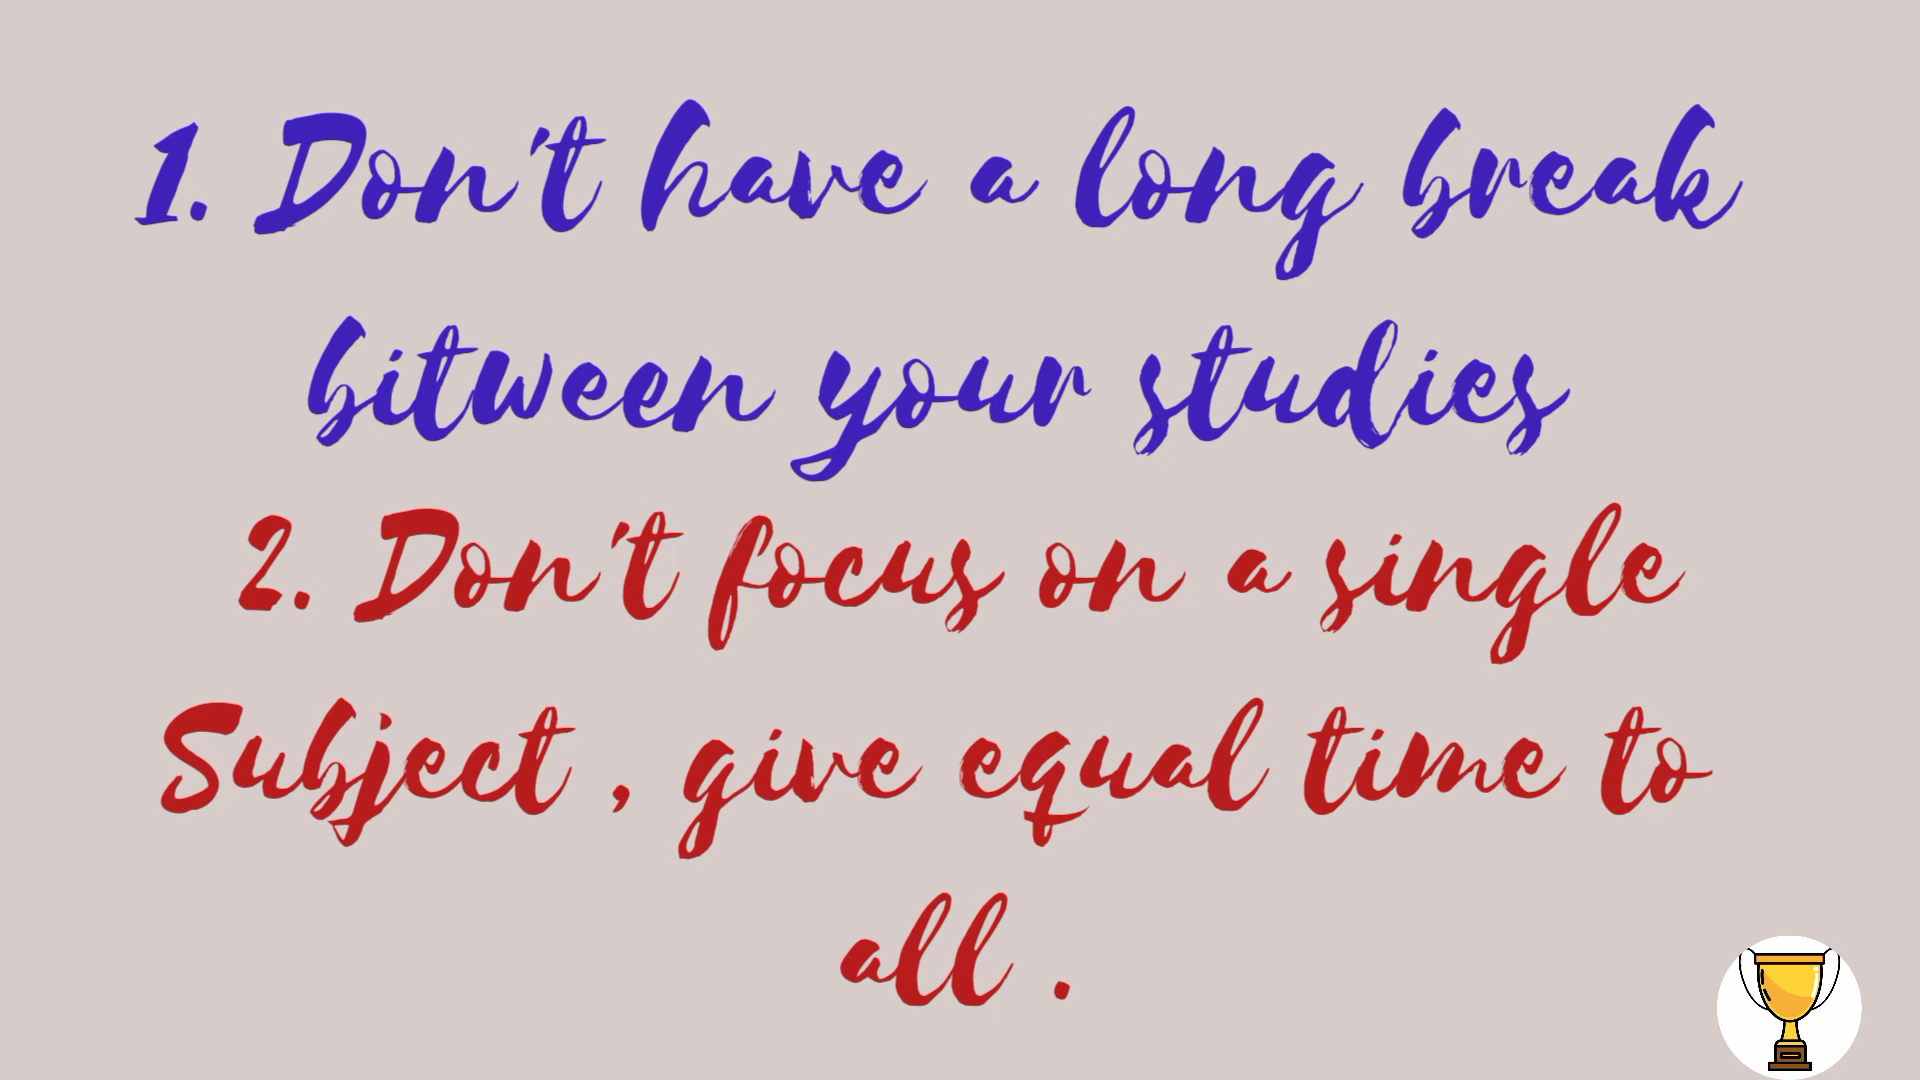 1. Don't have a long break
bitween your studies
2. Don't focus on a single
Subject , give equal time to
all .